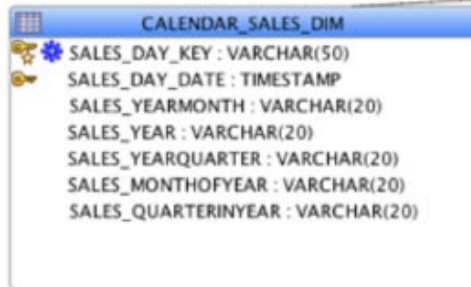 CALENDAR_SALES_DIM
SALES_DAY_KEY : VARCHAR(50)
SALES_DAY_DATE : TIMESTAMP
SALES_YEARMONTH : VARCHAR(20)
SALES_YEAR : VARCHAR(20)
SALES_YEARQUARTER : VARCHAR(20)
SALES_MONTHOFYEAR : VARCHAR(20)
SALES_QUARTERINYEAR : VARCHAR(20)